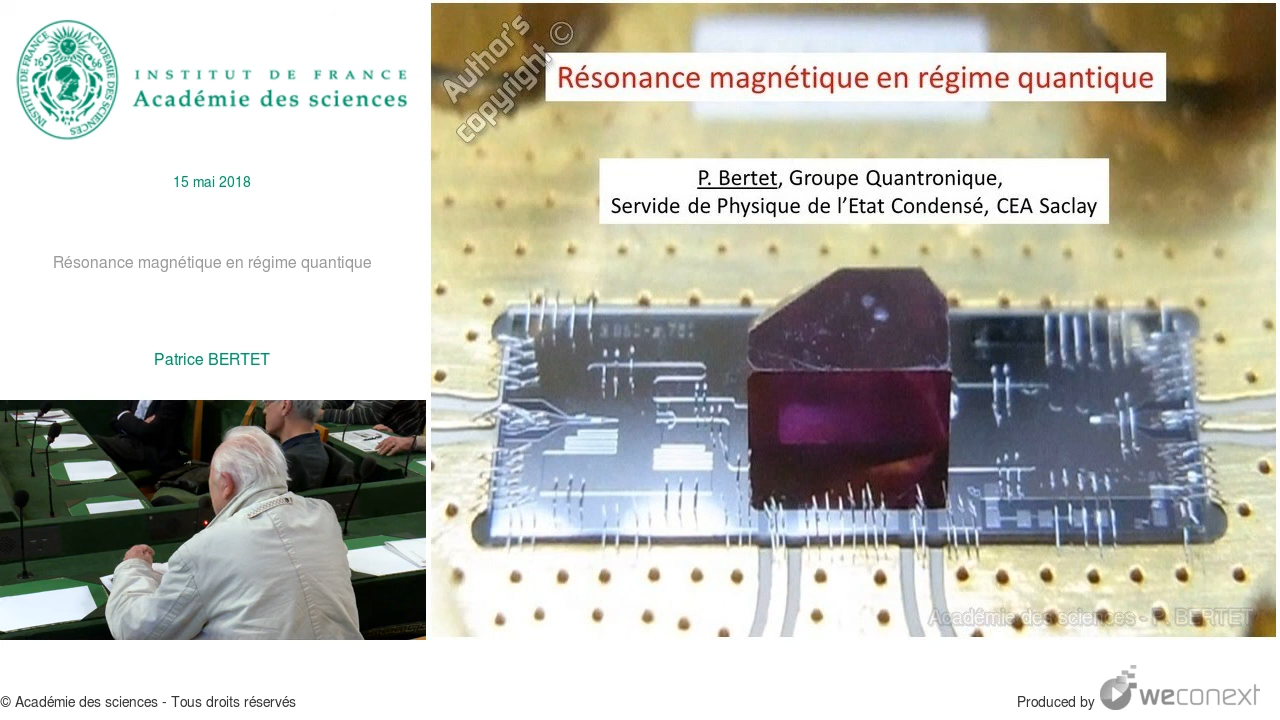 INSTITUT DE FRANCE
Académie des sciences
15 mai 2018
Résonance magnétique en régime quantique
Patrice BERTET
Author's
copyright ©
Résonance magnétique en régime quantique
P. Bertet, Groupe Quantronique,
Servide de Physique de l'Etat Condensé, CEA Saclay
Académie des sciences - P. BERTET
© Académie des sciences - Tous droits réservés
Produced by weconext